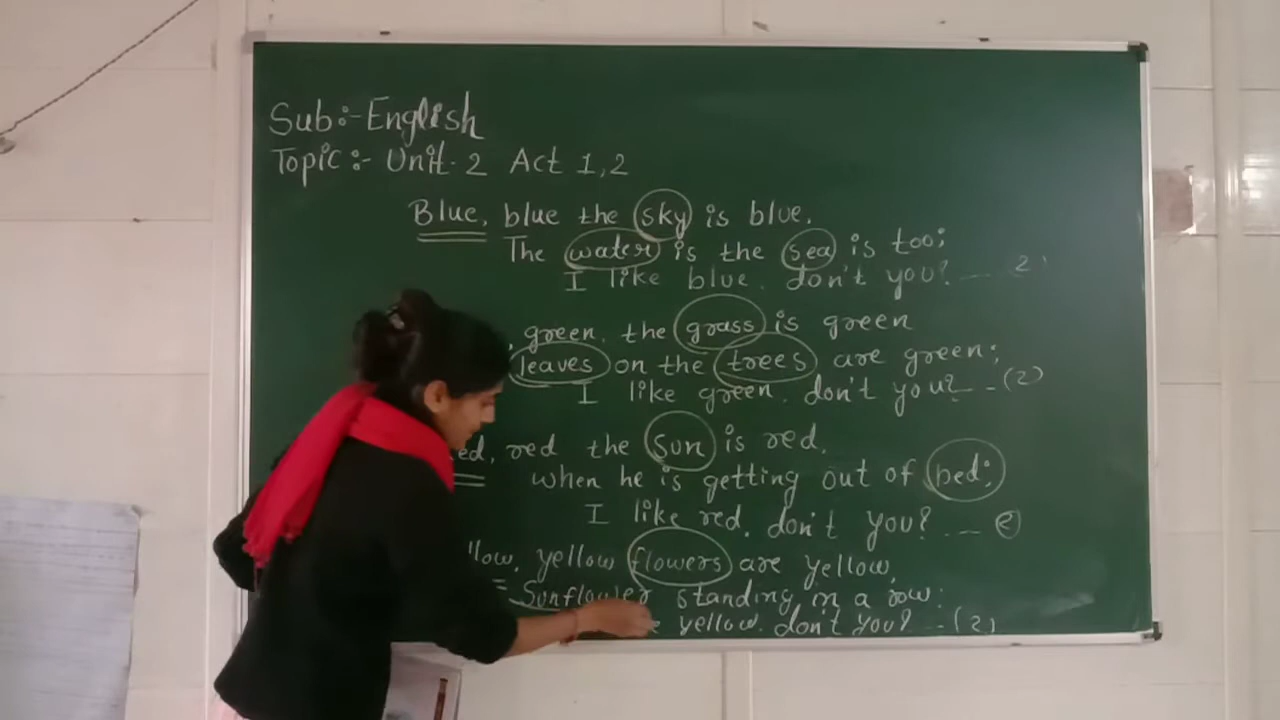 Sub:-English
Topic:- Unit-2 Act 1,2
Blue, blue the sky is blue.
The water is the sea is too;
I like blue. don't you? --- 2)
green, the grass is green
leaves on the trees are green;
I like green. don't you? --(2)
ed, red the Sun is red.
when he is getting out of bed;
I like red. don't you? ---
llow, yellow flowers are yellow,
Sunflower standing in a row:
yellow. don't you? --(2)